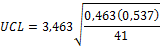 UCL = 3,463 √(0,463(0,537)/41)